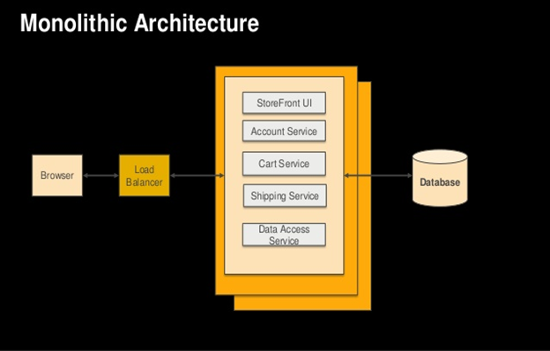 Monolithic Architecture
StoreFront UI
Account Service
Cart Service
Shipping Service
Data Access
Service
Browser
Load
Balancer
Database